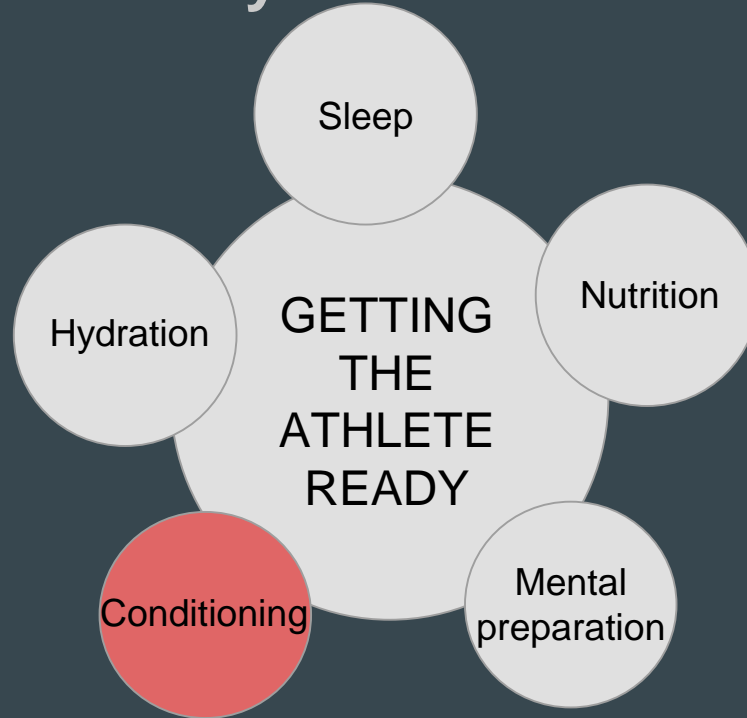 Sleep
Nutrition
Hydration
GETTING
THE
ATHLETE
READY
Conditioning
Mental
preparation